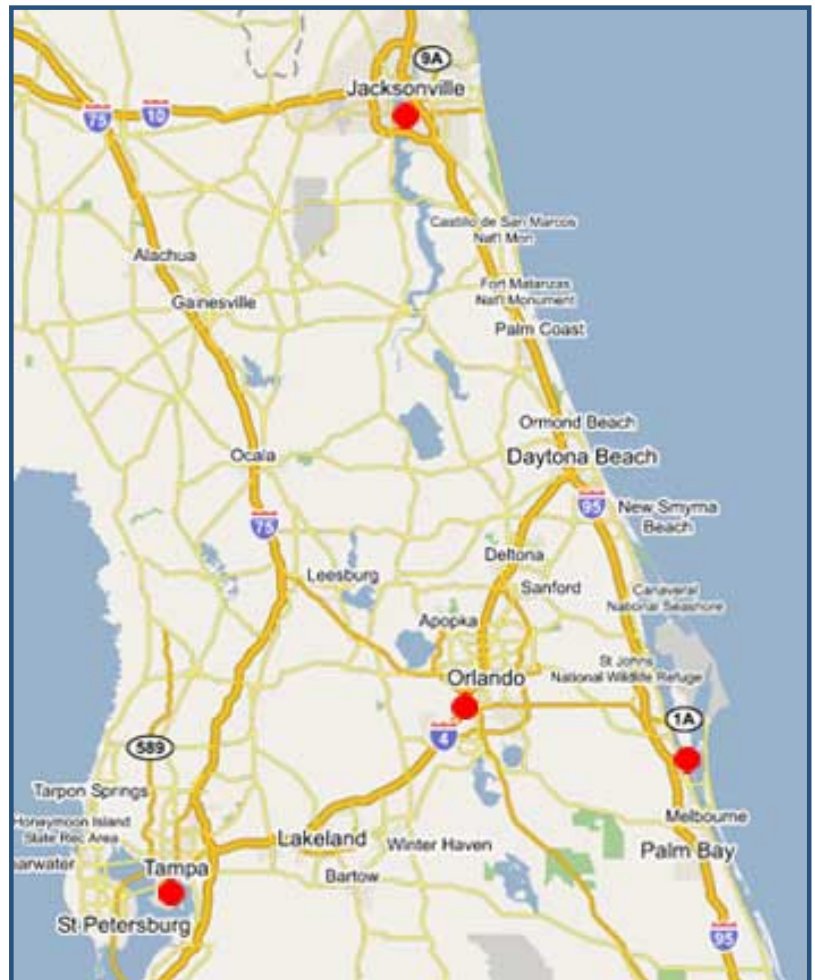 9A
Jacksonville
75
10
Castillo de San Marcos
Nat'l Mon
Alachua
Fort Matanzas
Nat'l Monument
Gainesville
Palm Coast
Ormond Beach
Ocala
Daytona Beach
95
New Smyrna
Beach
75
Deltona
Leesburg
Sanford
Canaveral
National Seashore
Apopka
St Johns
National Wildlife Refuge
Orlando
1A
4
589
Tarpon Springs
Honeymoon Island
State Rec Area
Melbourne
Lakeland
Winter Haven
Palm Bay
earwater
Tampa
Bartow
St Petersburg
95